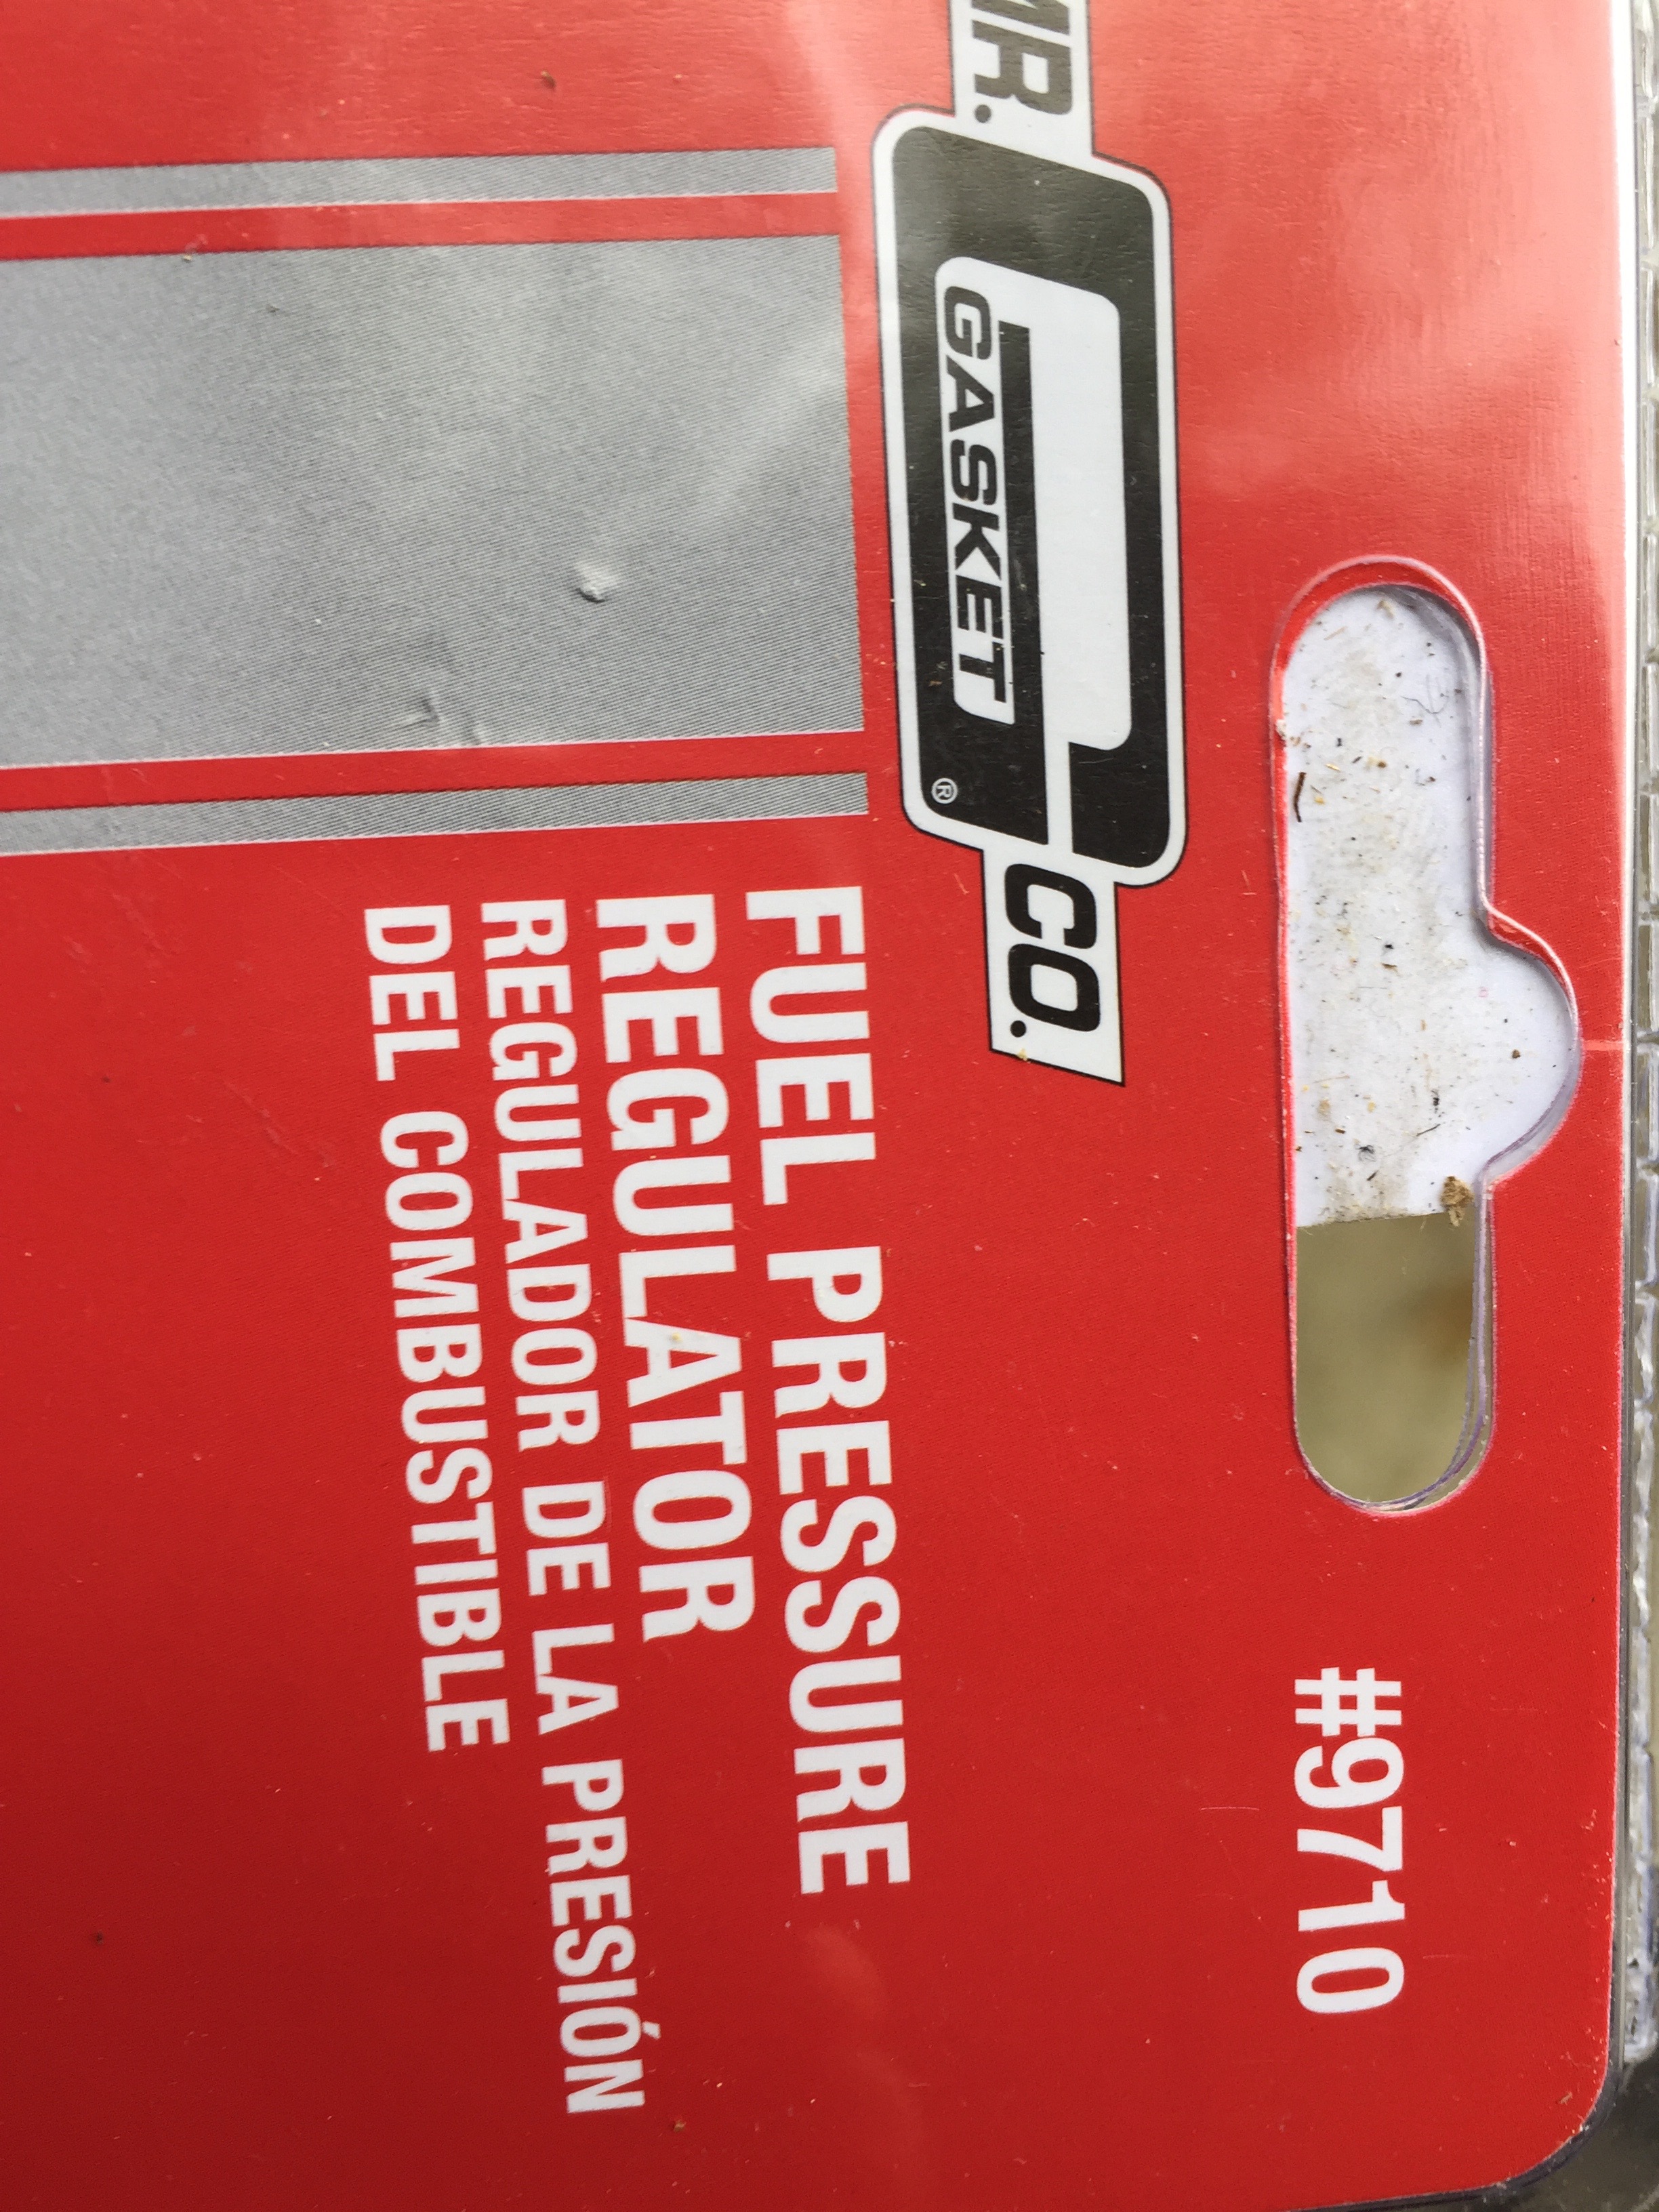 #9710
MR. GASKET CO.
®
FUEL PRESSURE
REGULATOR
REGULADOR DE LA PRESIÓN
DEL COMBUSTIBLE